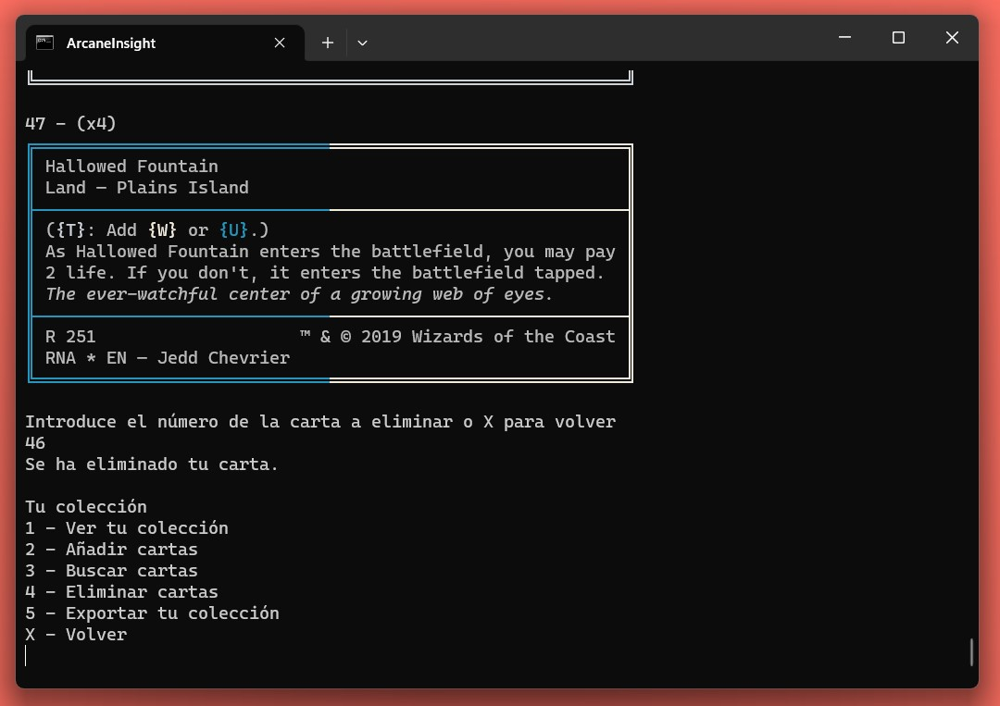 ArcaneInsight
47 – (x4)
Hallowed Fountain
Land — Plains Island
({T}: Add {W} or {U}.)
As Hallowed Fountain enters the battlefield, you may pay
2 life. If you don't, it enters the battlefield tapped.
The ever-watchful center of a growing web of eyes.
R 251 ™ & © 2019 Wizards of the Coast
RNA * EN – Jedd Chevrier
Introduce el número de la carta a eliminar o X para volver
46
Se ha eliminado tu carta.
Tu colección
1 – Ver tu colección
2 – Añadir cartas
3 – Buscar cartas
4 – Eliminar cartas
5 – Exportar tu colección
X – Volver